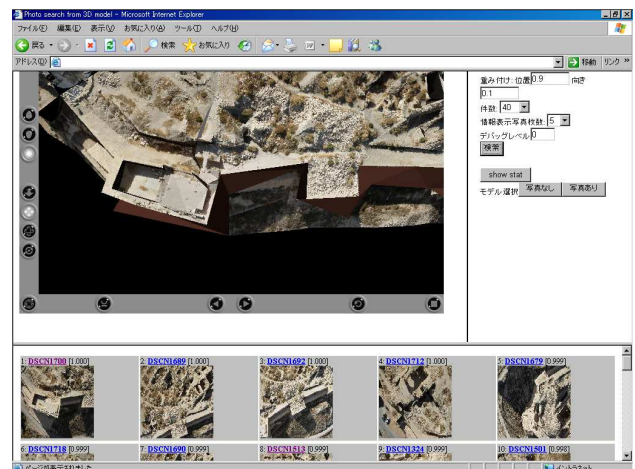 Photo search from 3D model - Microsoft Internet Explorer
ファイル(F) 編集(E) 表示(V) お気に入り(A) ツール(T) ヘルプ(H)
戻る 検索 お気に入り
アドレス(D) 移動 リンク »
重み付け: 位置 0.9 向き
0.1
件数: 40
情報表示写真枚数: 5
デバッグレベル 0
検索
show stat
モデル選択 写真なし 写真あり
1: DSCN1700 [1.000] 2: DSCN1689 [1.000] 3: DSCN1692 [1.000] 4: DSCN1712 [1.000] 5: DSCN1679 [0.999]
6: DSCN1718 [0.999] 7: DSCN1690 [0.999] 8: DSCN1513 [0.999] 9: DSCN1324 [0.999] 10: DSCN1501 [0.998]
ページが表示されました イントラネット